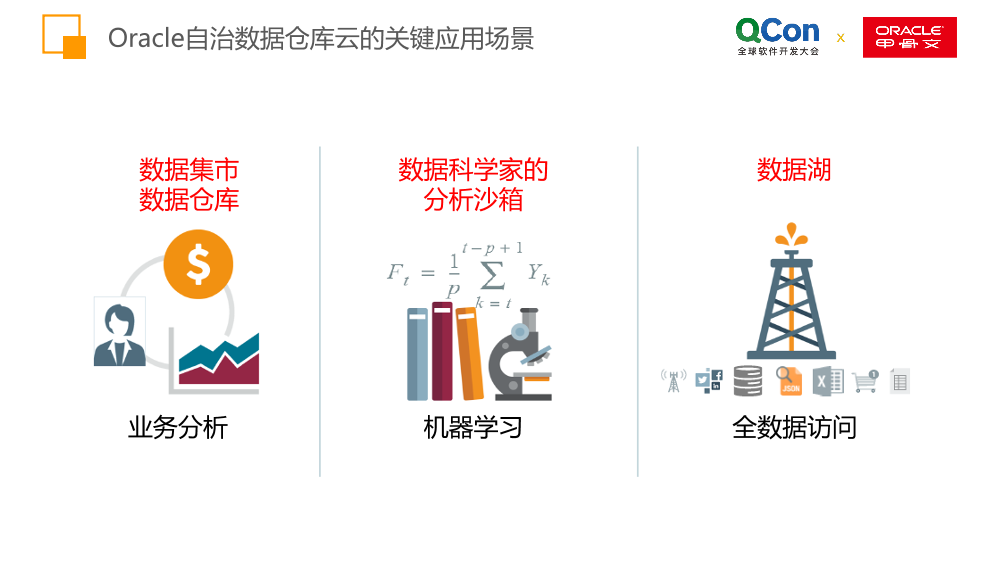 Oracle自治数据仓库云的关键应用场景
QCon
全球软件开发大会
x
ORACLE
甲骨文
数据集市
数据仓库
$
业务分析
数据科学家的
分析沙箱
F_t = 1/p ∑_{k = t}^{t − p + 1} Y_k
机器学习
数据湖
f
in
JSON
X
1
全数据访问